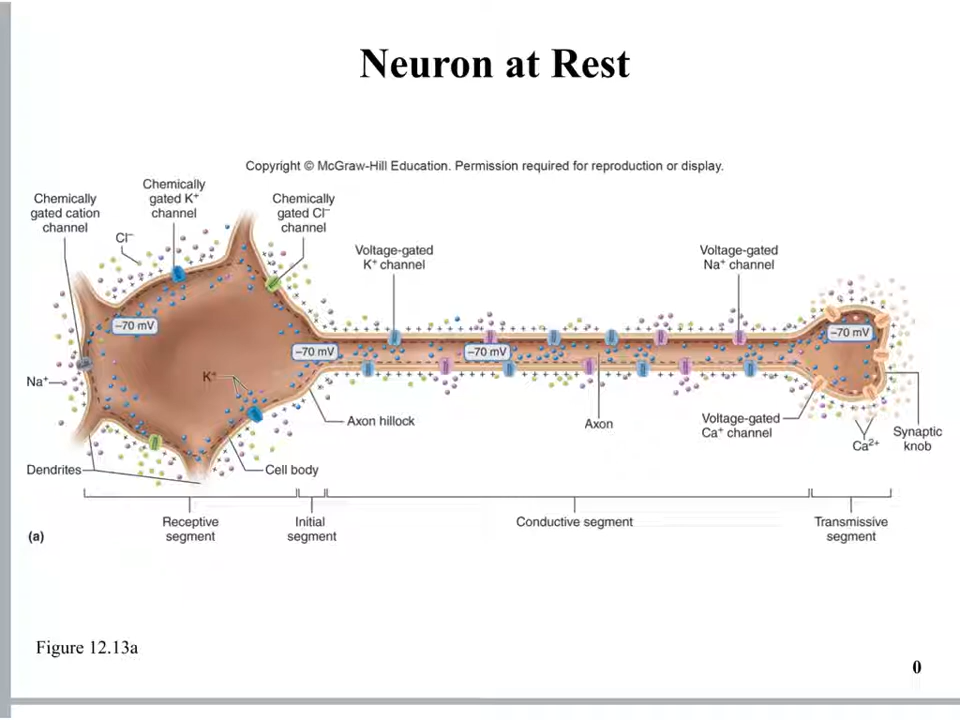 Neuron at Rest
Copyright © McGraw-Hill Education. Permission required for reproduction or display.
Chemically
gated cation
channel
Cl⁻
Chemically
gated K⁺
channel
Chemically
gated Cl⁻
channel
Voltage-gated
K⁺ channel
Voltage-gated
Na⁺ channel
–70 mV
–70 mV
–70 mV
–70 mV
Na⁺
K⁺
Axon hillock
Axon
Voltage-gated
Ca⁺ channel
Ca²⁺
Synaptic
knob
Dendrites
Cell body
Receptive
segment
Initial
segment
Conductive segment
Transmissive
segment
(a)
Figure 12.13a
0